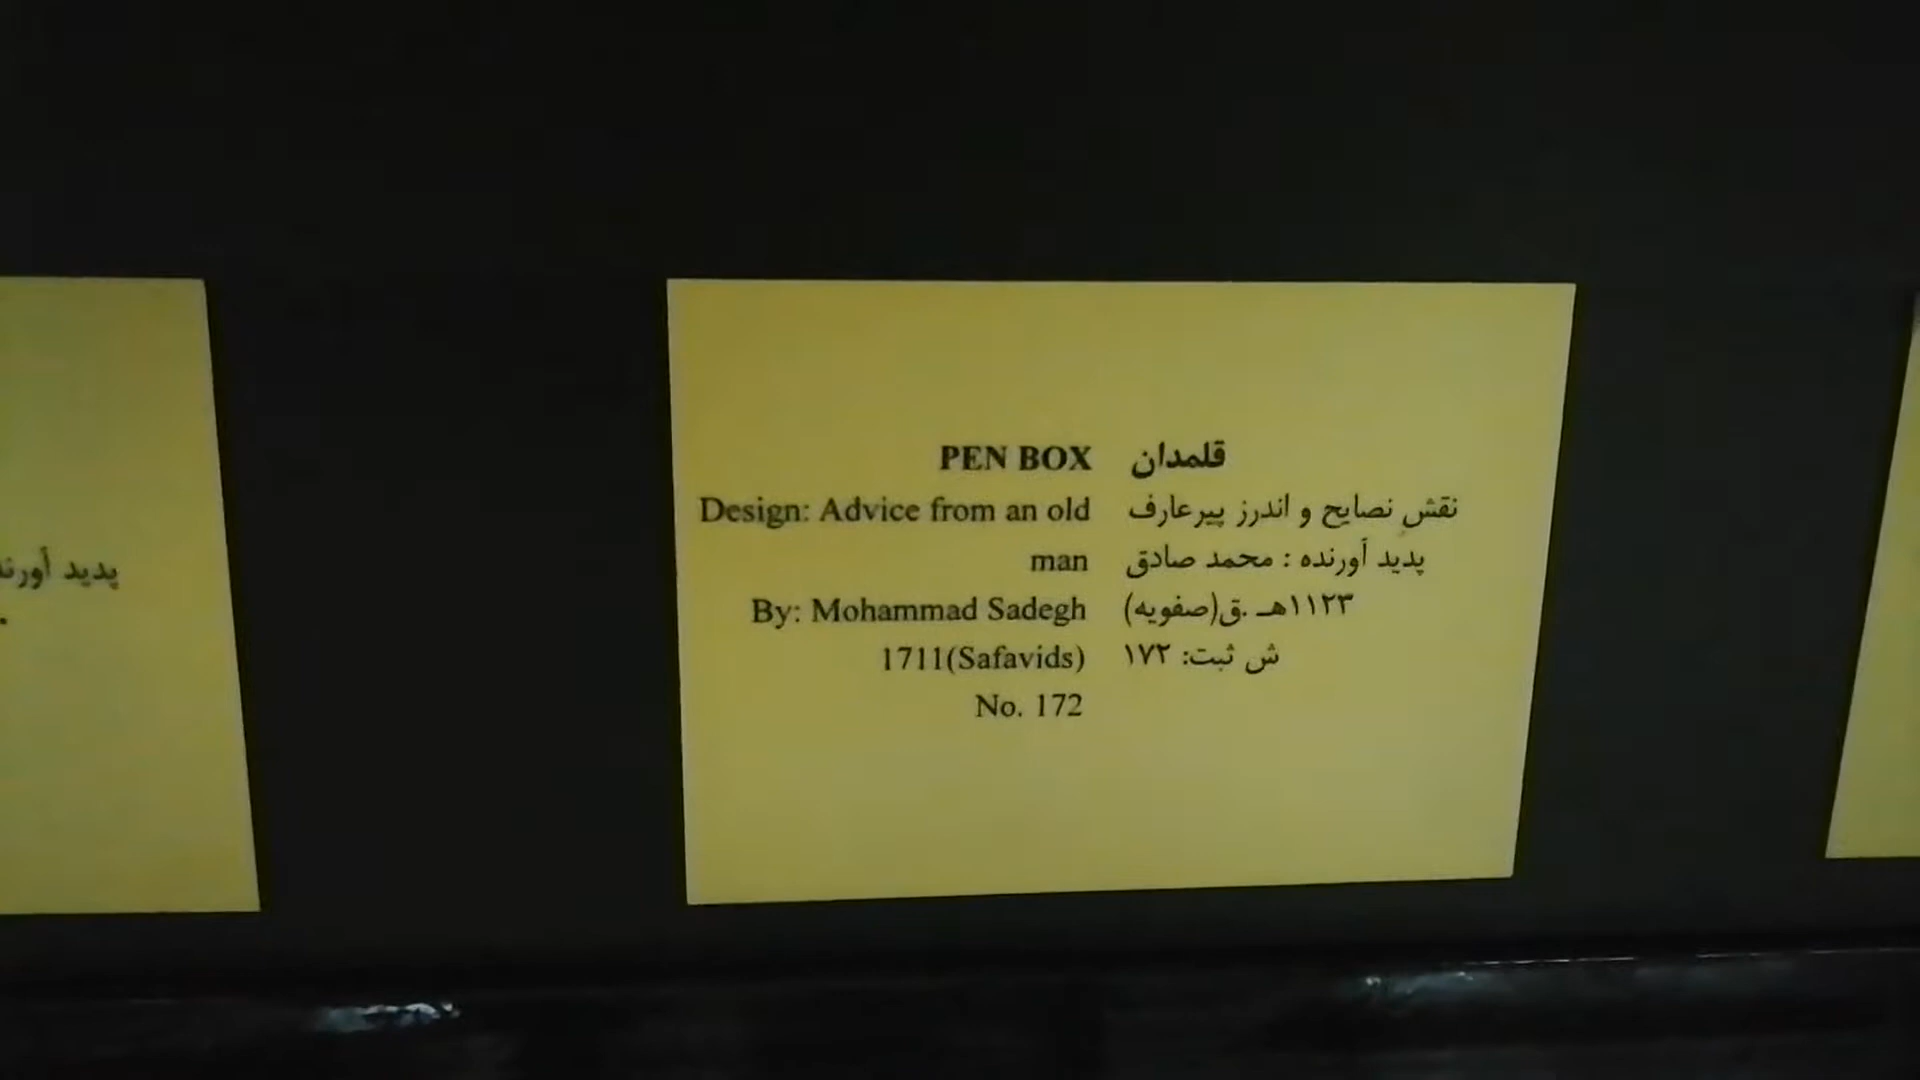 PEN BOX
Design: Advice from an old
man
By: Mohammad Sadegh
1711(Safavids)
No. 172
قلمدان
نقشِ نصایح و اندرز پیرعارف
پدید آورنده : محمد صادق
۱۱۲۳هـ .ق(صفویه)
ش ثبت: ۱۷۲
پدید